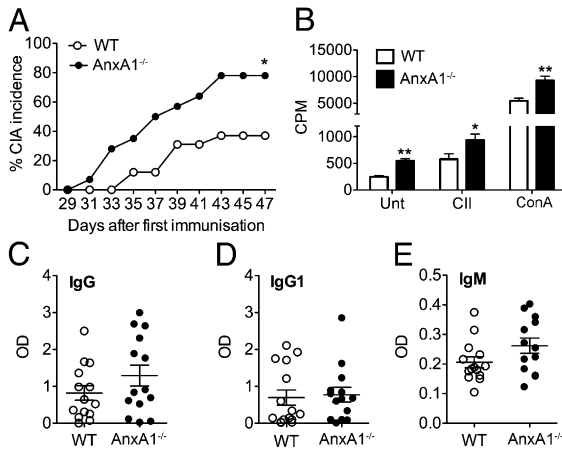 A
WT
AnxA1-/-
*
% CIA incidence
100
80
60
40
20
0
29 31 33 35 37 39 41 43 45 47
Days after first immunisation
B
WT
AnxA1-/-
CPM
15000
10000
5000
1000
500
0
**
*
**
Unt CII ConA
C
IgG
OD
4
3
2
1
0
WT AnxA1-/-
D
IgG1
OD
4
3
2
1
0
WT AnxA1-/-
E
IgM
OD
0.5
0.4
0.3
0.2
0.1
0.0
WT AnxA1-/-